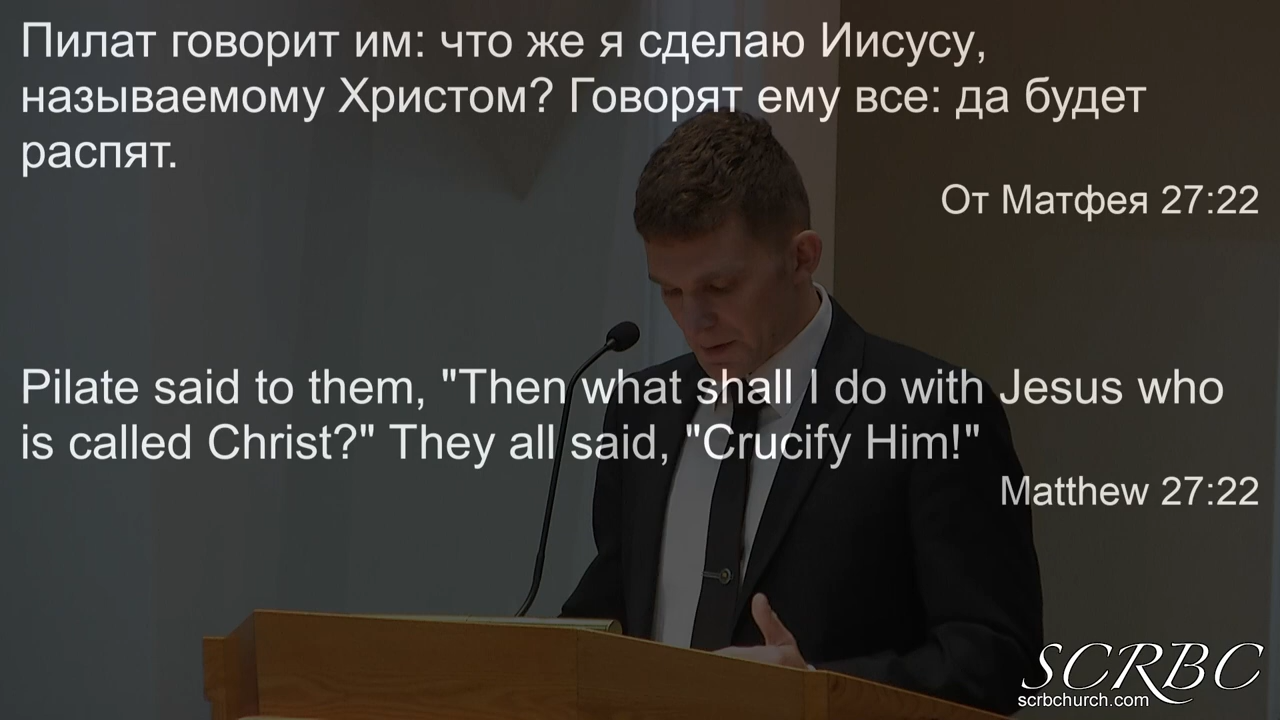 Пилат говорит им: что же я сделаю Иисусу,
называемому Христом? Говорят ему все: да будет
распят.
От Матфея 27:22
Pilate said to them, "Then what shall I do with Jesus who
is called Christ?" They all said, "Crucify Him!"
Matthew 27:22
SCRBC
scrbchurch.com